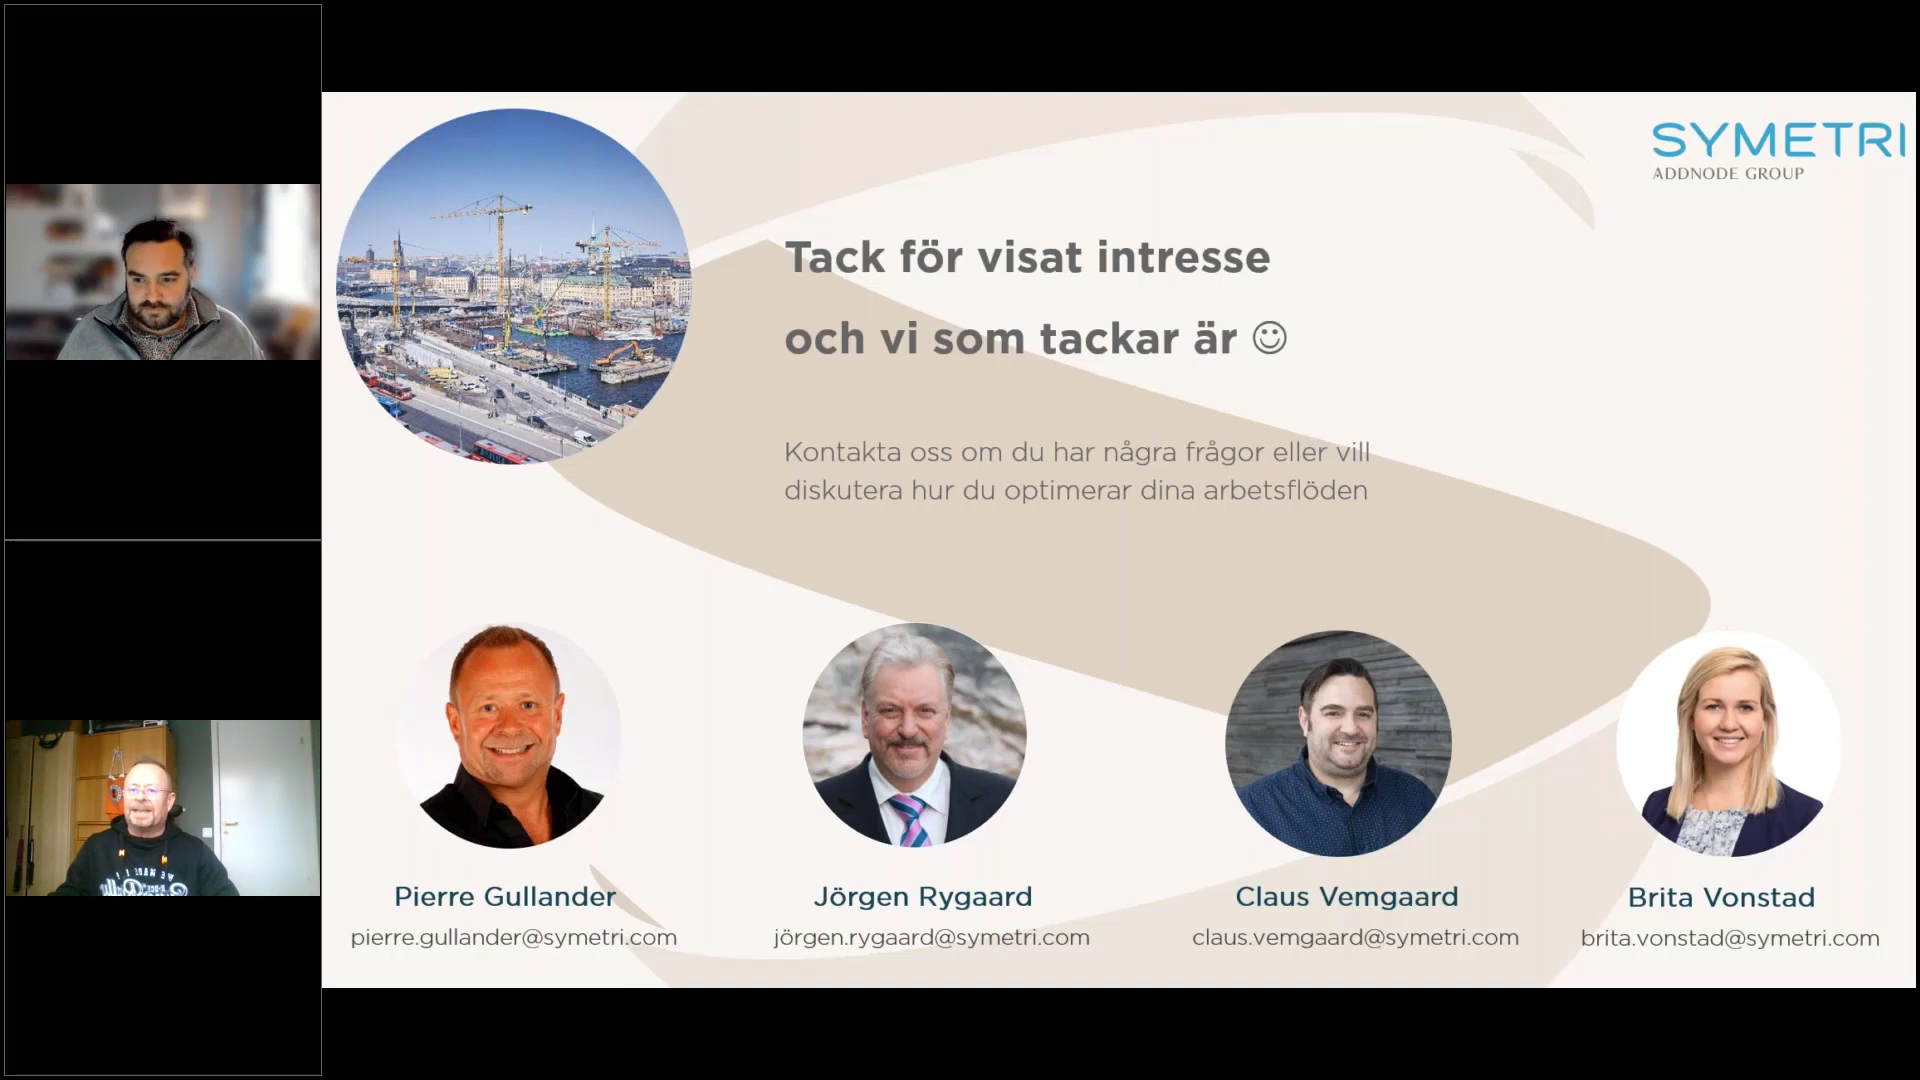 SYMETRI
ADDNODE GROUP
Tack för visat intresse
och vi som tackar är ☺
Kontakta oss om du har några frågor eller vill
diskutera hur du optimerar dina arbetsflöden
Pierre Gullander
pierre.gullander@symetri.com
Jörgen Rygaard
jörgen.rygaard@symetri.com
Claus Vemgaard
claus.vemgaard@symetri.com
Brita Vonstad
brita.vonstad@symetri.com